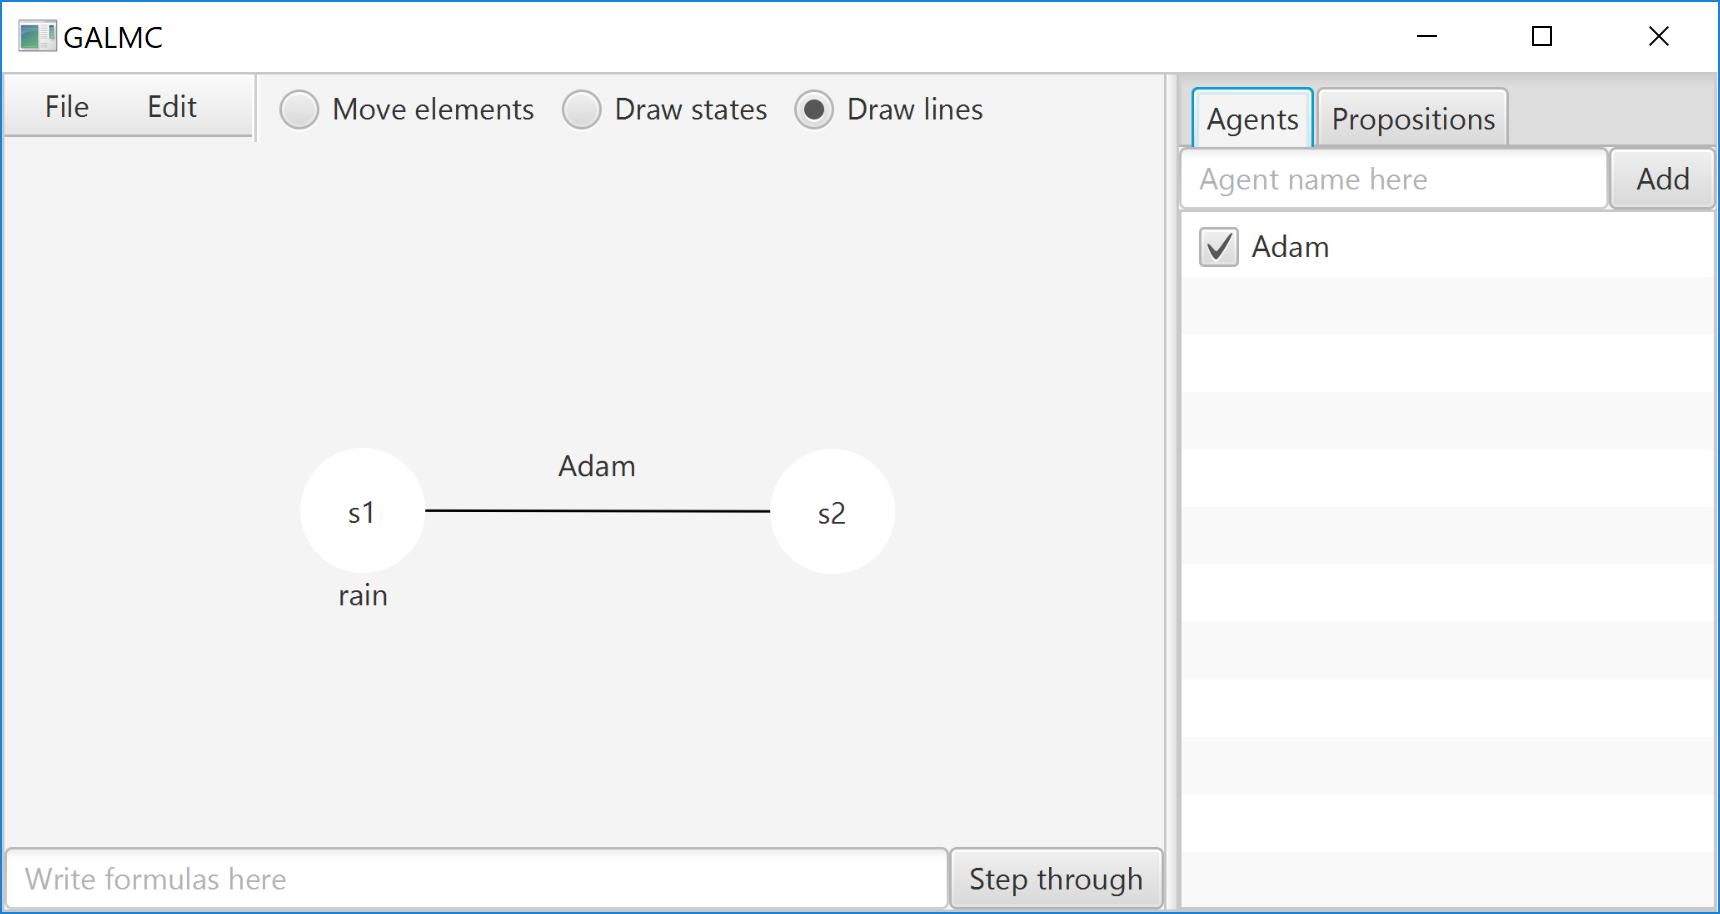 GALMC
File Edit Move elements Draw states Draw lines
Agents Propositions
Agent name here Add
Adam
Adam
s1 s2
rain
Write formulas here Step through